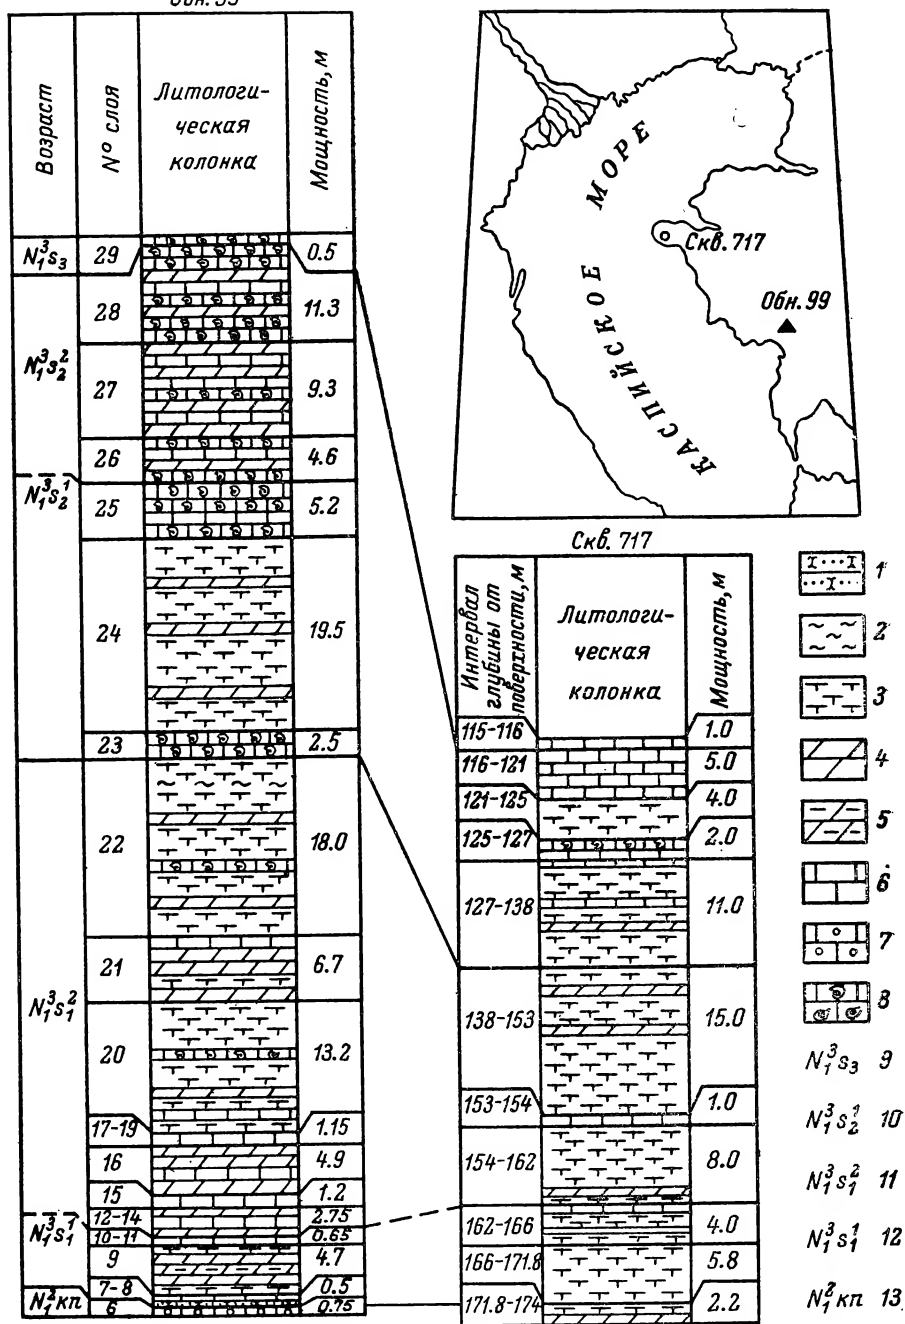 Возраст
N° слоя
Литологи-
ческая
колонка
Мощность, м
N₁³s₃ 29 0.5
28 11.3
N₁³s₂²
27 9.3
26 4.6
N₁³s₂¹
25 5.2
24 19.5
23 2.5
22 18.0
21 6.7
N₁³s₁²
20 13.2
17-19 1.15
16 4.9
15 1.2
12-14 2.75
N₁³s₁¹
10-11 0.65
9 4.7
7-8 0.5
N₁²кп 6 0.75
КАСПИЙСКОЕ МОРЕ
Скв. 717
Обн. 99
Скв. 717
Интервал
глубины от
поверхности, м
Литологи-
ческая
колонка
Мощность, м
115-116 1.0
116-121 5.0
121-125 4.0
125-127 2.0
127-138 11.0
138-153 15.0
153-154 1.0
154-162 8.0
162-166 4.0
166-171.8 5.8
171.8-174 2.2
1
2
3
4
5
6
7
8
N₁³s₃ 9
N₁³s₂¹ 10
N₁³s₁² 11
N₁³s₁¹ 12
N₁²кп 13